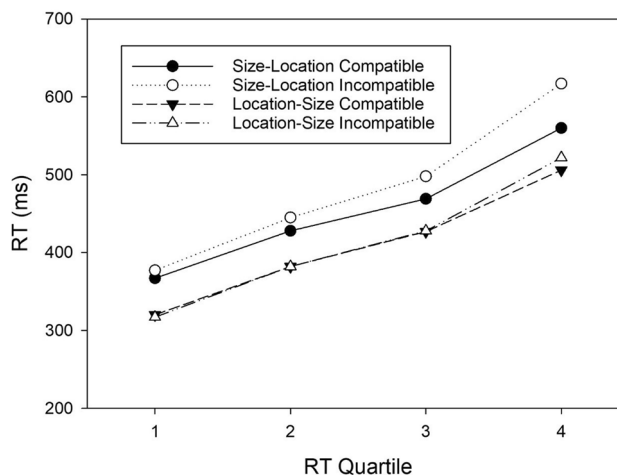 700
600
500
400
300
200
RT (ms)
Size-Location Compatible
Size-Location Incompatible
Location-Size Compatible
Location-Size Incompatible
1 2 3 4
RT Quartile